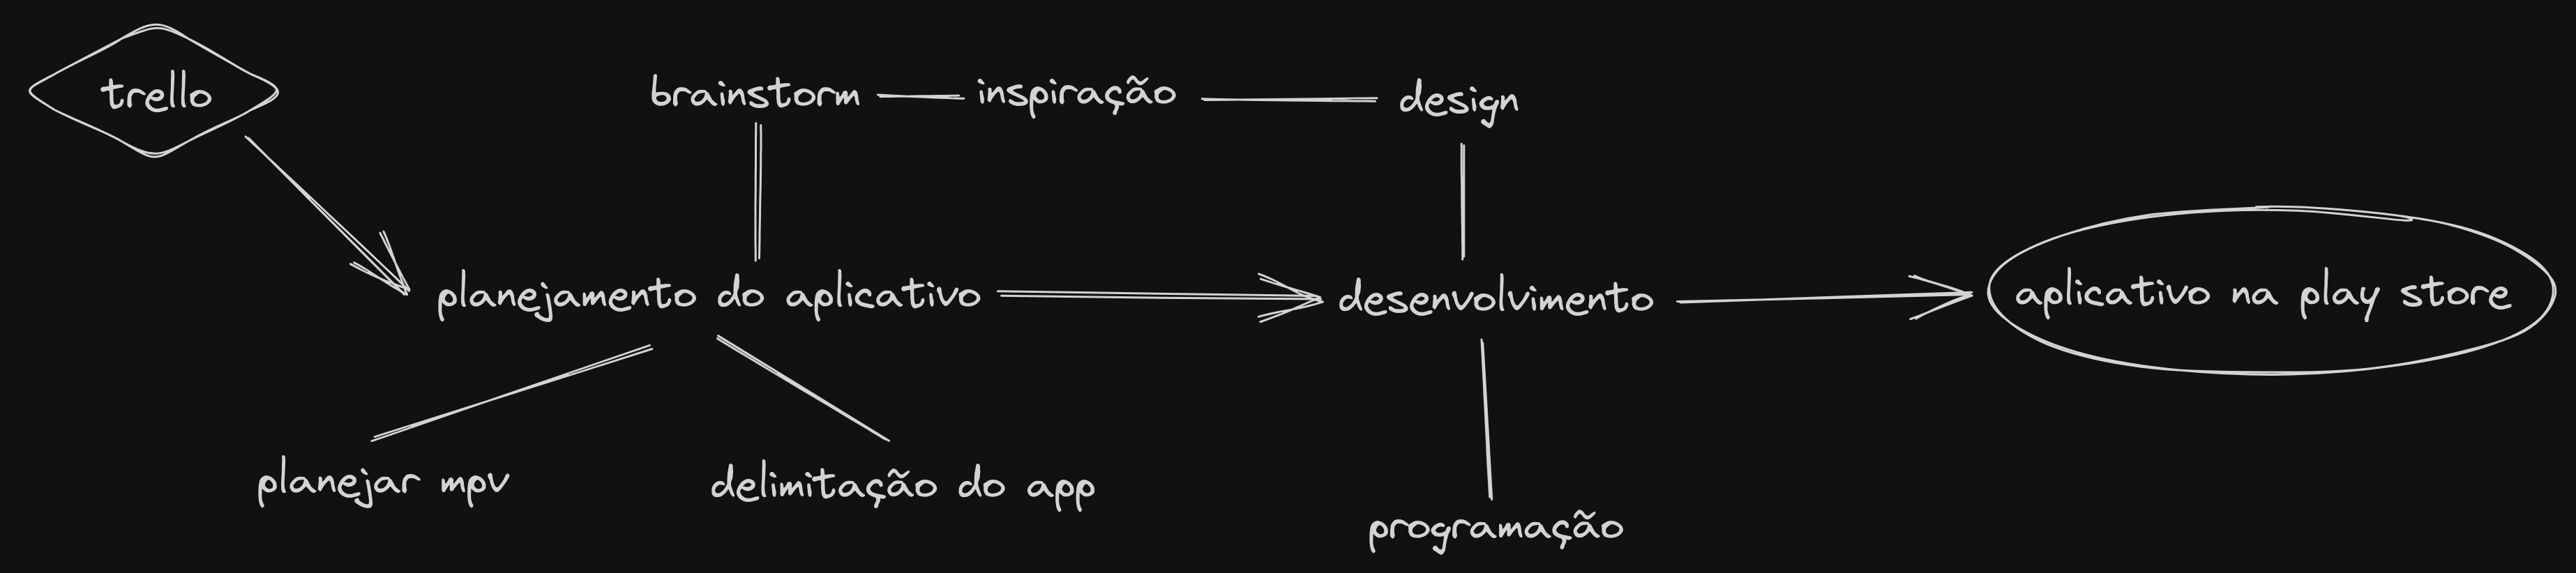 trello
brainstorm
inspiração
design
planejamento do aplicativo
desenvolvimento
aplicativo na play store
planejar mpv
delimitação do app
programação